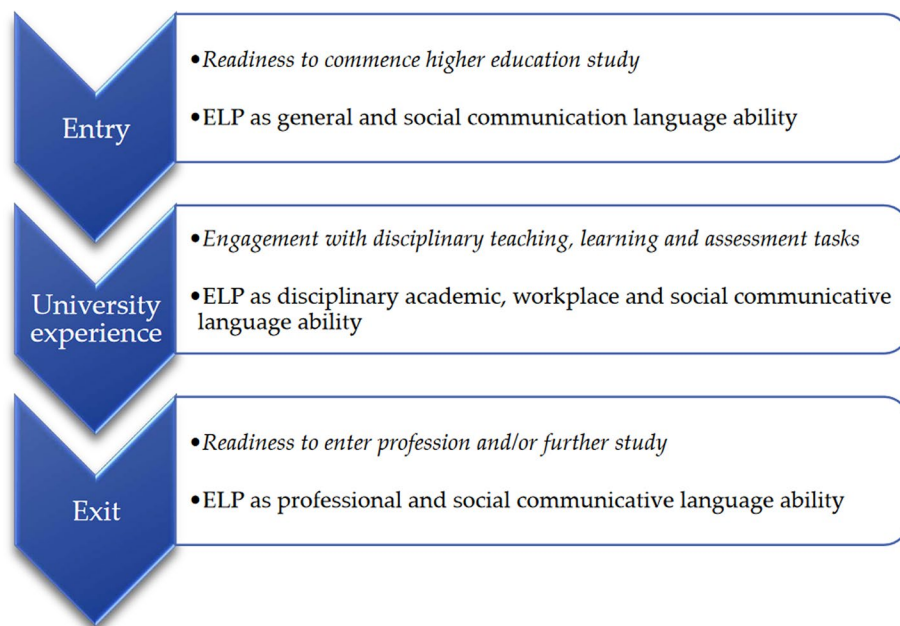 Entry
•Readiness to commence higher education study
•ELP as general and social communication language ability
University
experience
•Engagement with disciplinary teaching, learning and assessment tasks
•ELP as disciplinary academic, workplace and social communicative
language ability
Exit
•Readiness to enter profession and/or further study
•ELP as professional and social communicative language ability